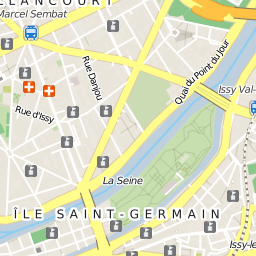 LLANCOURT
Marcel Sembat
Rue Danjou
Quai du Point du Jour
Issy Val-
Rue d'Issy
La Seine
ÎLE SAINT-GERMAIN
Issy-le